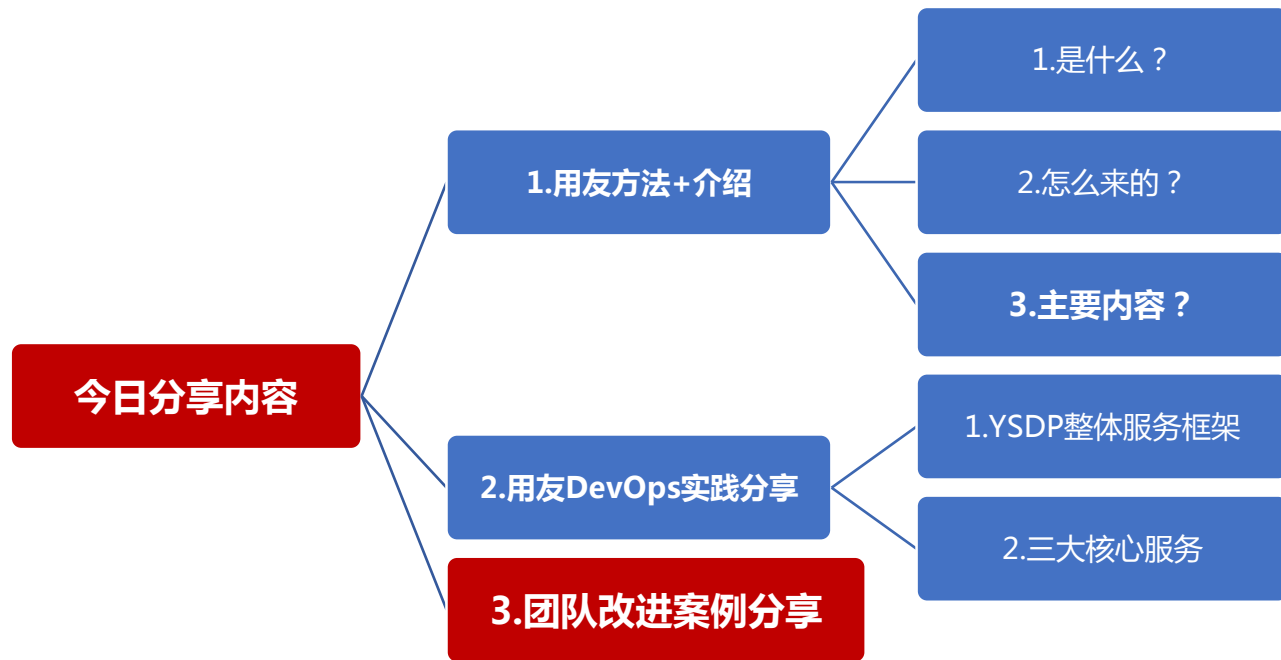 今日分享内容
1.用友方法+介绍
1.是什么？
2.怎么来的？
3.主要内容？
2.用友DevOps实践分享
1.YSDP整体服务框架
2.三大核心服务
3.团队改进案例分享